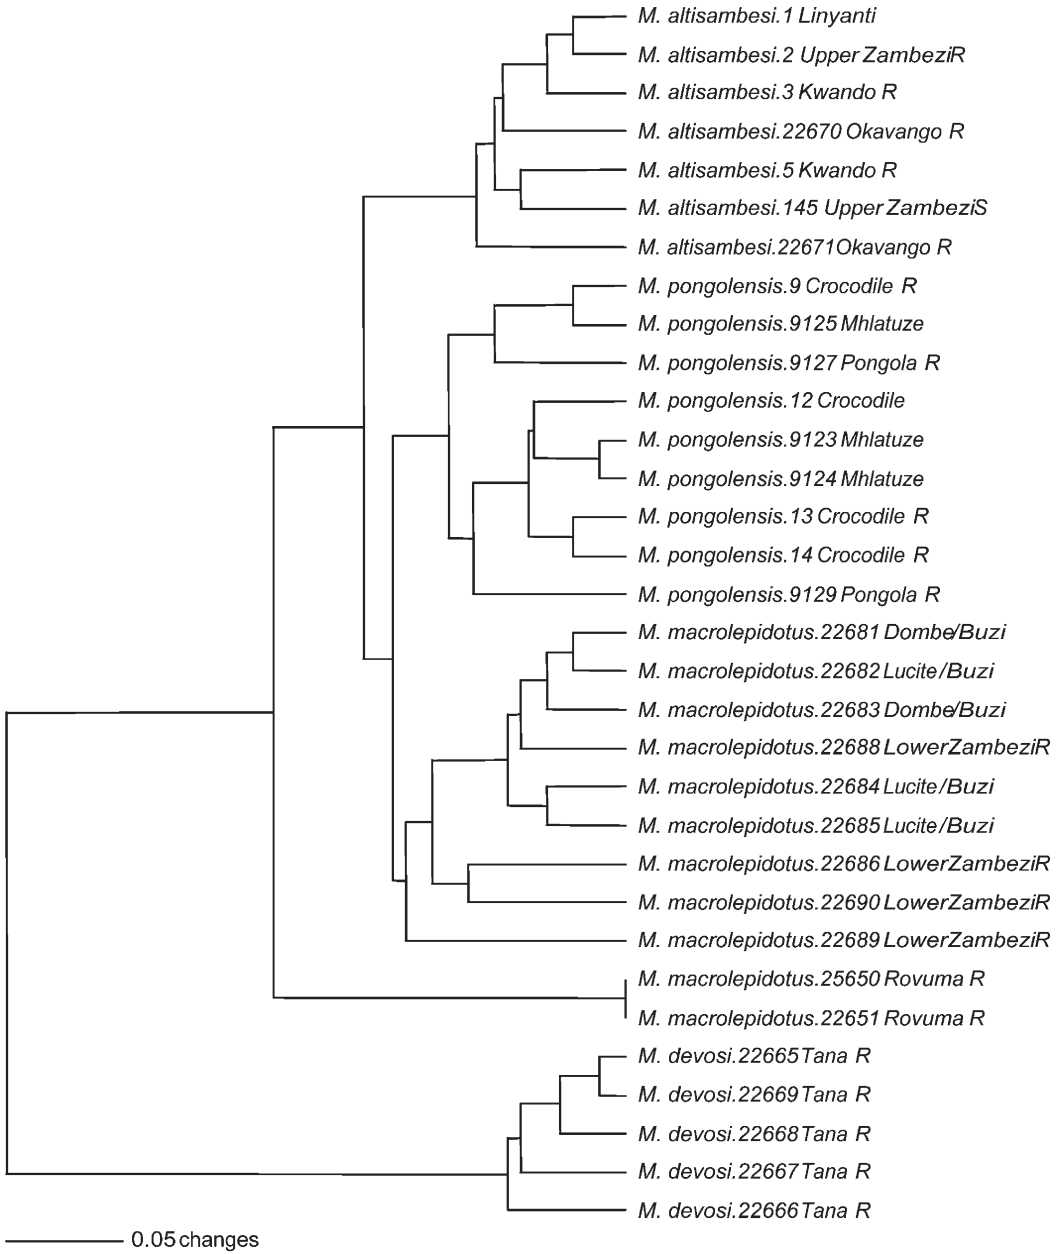 M. altisambesi.1 Linyanti
M. altisambesi.2 Upper ZambeziR
M. altisambesi.3 Kwando R
M. altisambesi.22670 Okavango R
M. altisambesi.5 Kwando R
M. altisambesi.145 Upper ZambeziS
M. altisambesi.22671 Okavango R
M. pongolensis.9 Crocodile R
M. pongolensis.9125 Mhlatuze
M. pongolensis.9127 Pongola R
M. pongolensis.12 Crocodile
M. pongolensis.9123 Mhlatuze
M. pongolensis.9124 Mhlatuze
M. pongolensis.13 Crocodile R
M. pongolensis.14 Crocodile R
M. pongolensis.9129 Pongola R
M. macrolepidotus.22681 Dombe/Buzi
M. macrolepidotus.22682 Lucite/Buzi
M. macrolepidotus.22683 Dombe/Buzi
M. macrolepidotus.22688 LowerZambeziR
M. macrolepidotus.22684 Lucite/Buzi
M. macrolepidotus.22685 Lucite/Buzi
M. macrolepidotus.22686 LowerZambeziR
M. macrolepidotus.22690 LowerZambeziR
M. macrolepidotus.22689 LowerZambeziR
M. macrolepidotus.25650 Rovuma R
M. macrolepidotus.22651 Rovuma R
M. devosi.22665 Tana R
M. devosi.22669 Tana R
M. devosi.22668 Tana R
M. devosi.22667 Tana R
M. devosi.22666 Tana R
0.05 changes